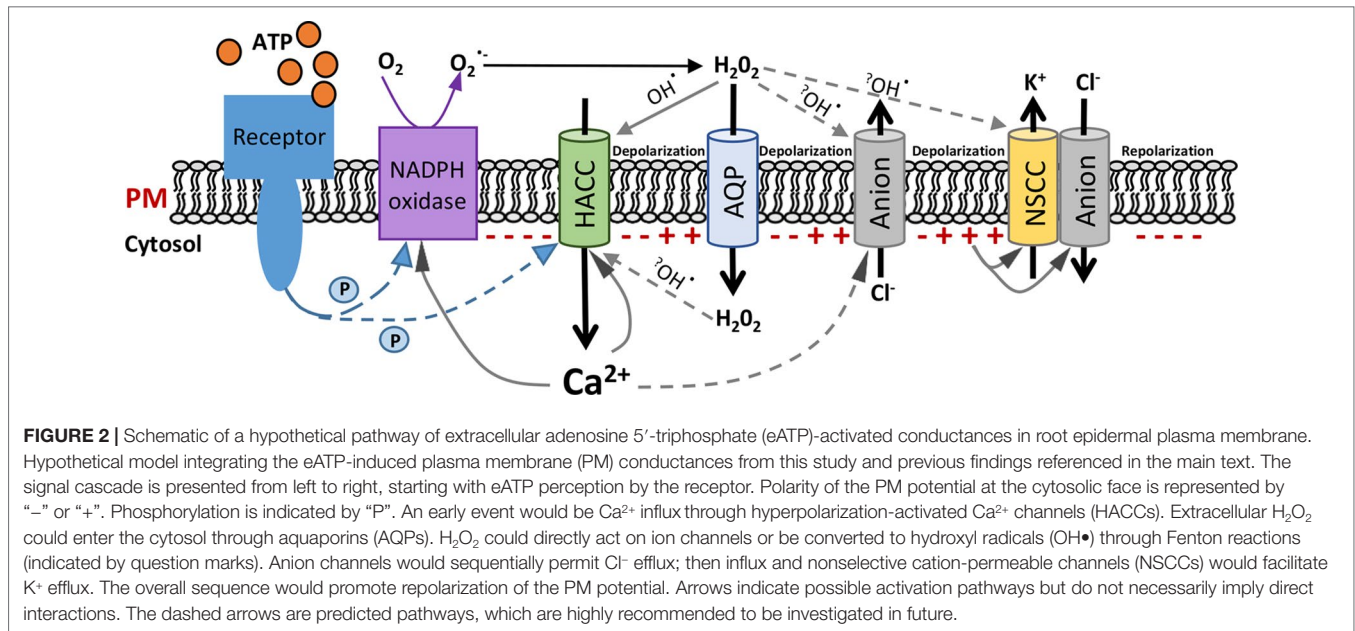 ATP
O₂
O₂•-
H₂0₂
OH•
?OH•
?OH•
K⁺
Cl⁻
Receptor
NADPH
oxidase
HACC
Depolarization
AQP
Depolarization
Anion
Depolarization
NSCC
Anion
Repolarization
PM
Cytosol
- - - -
- - + +
- - + +
- + + +
- - - -
P
P
?OH•
H₂0₂
Cl⁻
Ca²⁺
FIGURE 2 | Schematic of a hypothetical pathway of extracellular adenosine 5′-triphosphate (eATP)-activated conductances in root epidermal plasma membrane.
Hypothetical model integrating the eATP-induced plasma membrane (PM) conductances from this study and previous findings referenced in the main text. The
signal cascade is presented from left to right, starting with eATP perception by the receptor. Polarity of the PM potential at the cytosolic face is represented by
“–” or “+”. Phosphorylation is indicated by “P”. An early event would be Ca²⁺ influx through hyperpolarization-activated Ca²⁺ channels (HACCs). Extracellular H₂O₂
could enter the cytosol through aquaporins (AQPs). H₂O₂ could directly act on ion channels or be converted to hydroxyl radicals (OH●) through Fenton reactions
(indicated by question marks). Anion channels would sequentially permit Cl⁻ efflux; then influx and nonselective cation-permeable channels (NSCCs) would facilitate
K⁺ efflux. The overall sequence would promote repolarization of the PM potential. Arrows indicate possible activation pathways but do not necessarily imply direct
interactions. The dashed arrows are predicted pathways, which are highly recommended to be investigated in future.